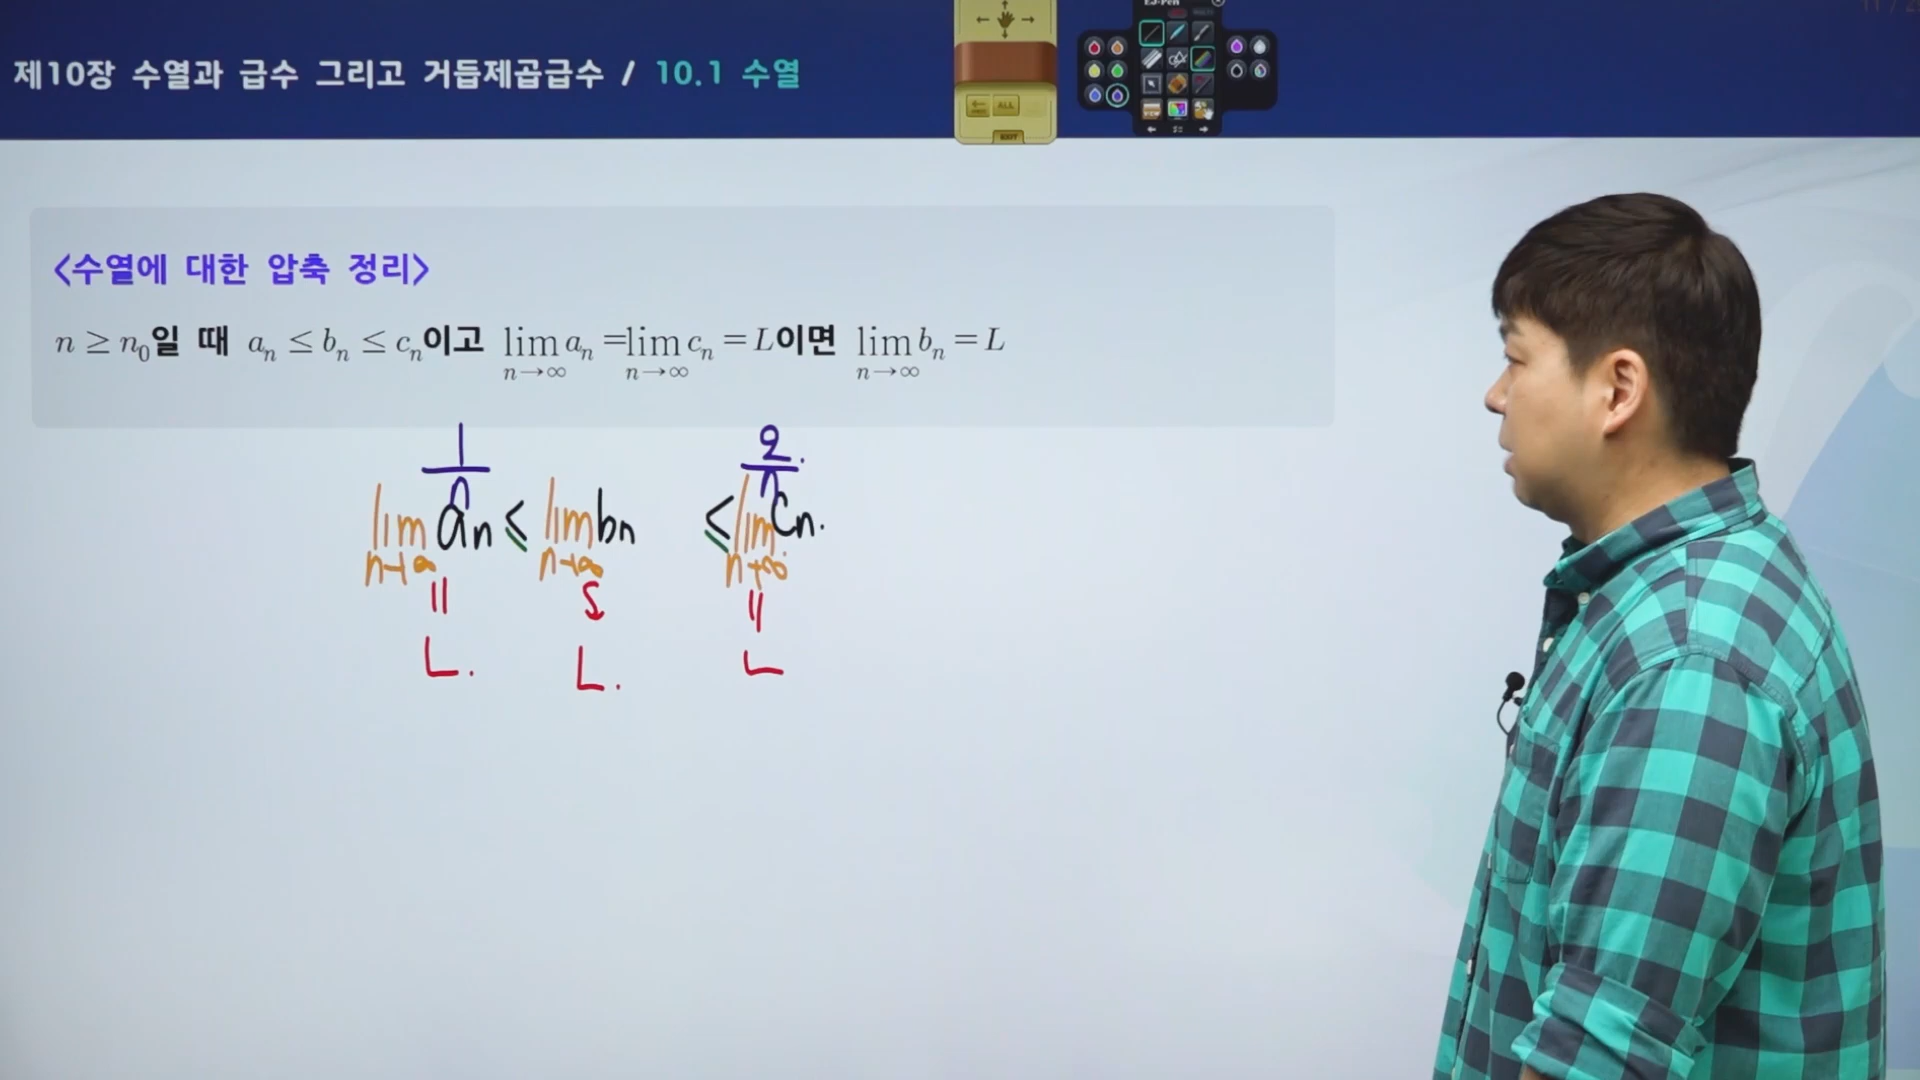 제10장 수열과 급수 그리고 거듭제곱급수 / 10.1 수열
EXIT
ALL
VIEW
<수열에 대한 압축 정리>
n ≥ n₀일 때 aₙ ≤ bₙ ≤ cₙ이고 lim aₙ = lim cₙ = L이면 lim bₙ = L
n→∞ n→∞ n→∞
1/n 2/n.
lim aₙ ≤ lim bₙ ≤ lim cₙ.
n→∞ n→∞ n→∞
|| ↓ ||
L. L. L